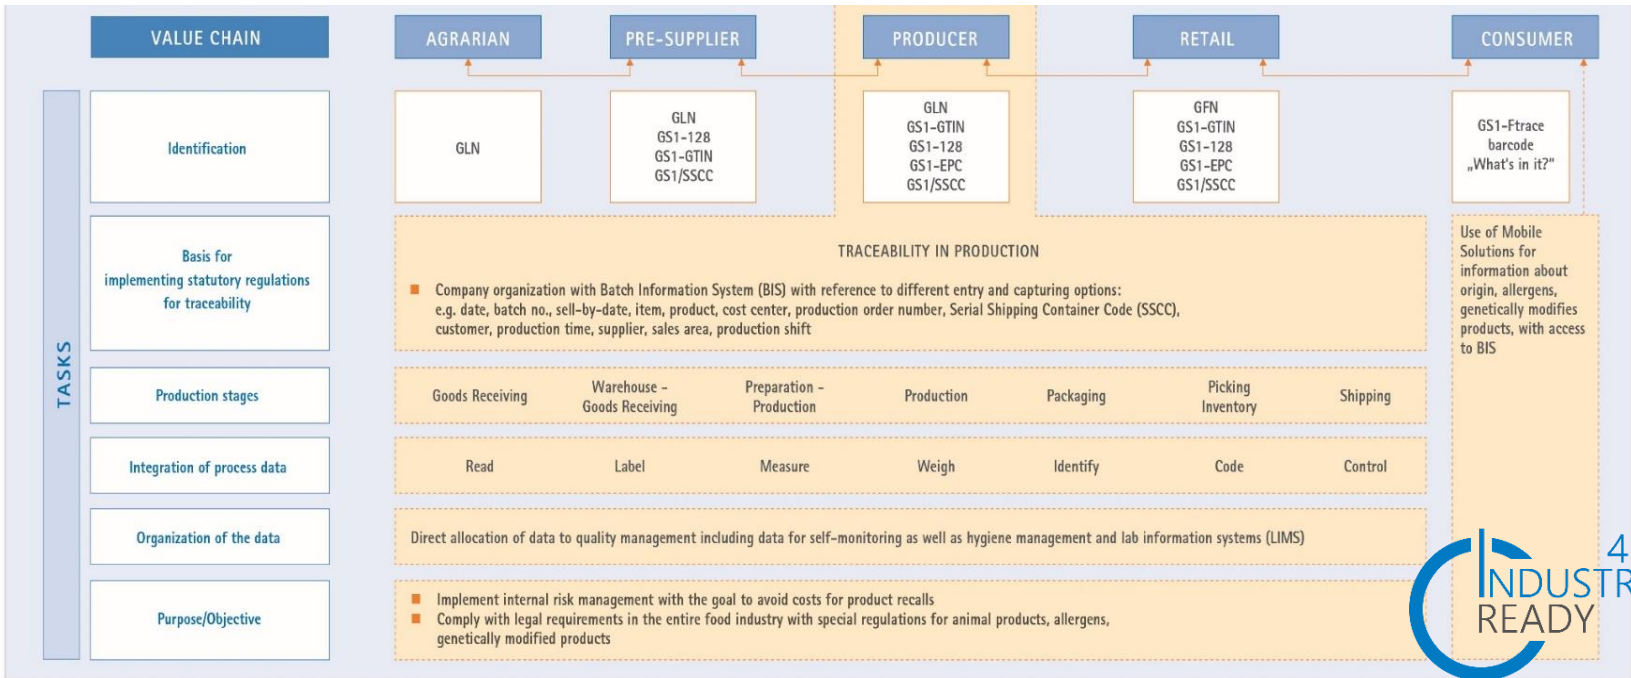 VALUE CHAIN
AGRARIAN
PRE-SUPPLIER
PRODUCER
RETAIL
CONSUMER
TASKS
Identification
GLN
GLN
GS1-128
GS1-GTIN
GS1/SSCC
GLN
GS1-GTIN
GS1-128
GS1-EPC
GS1/SSCC
GFN
GS1-GTIN
GS1-128
GS1-EPC
GS1/SSCC
GS1-Ftrace
barcode
„What's in it?“
Basis for
implementing statutory regulations
for traceability
TRACEABILITY IN PRODUCTION
Company organization with Batch Information System (BIS) with reference to different entry and capturing options:
e.g. date, batch no., sell-by-date, item, product, cost center, production order number, Serial Shipping Container Code (SSCC),
customer, production time, supplier, sales area, production shift
Use of Mobile
Solutions for
information about
origin, allergens,
genetically modifies
products, with access
to BIS
Production stages
Goods Receiving
Warehouse -
Goods Receiving
Preparation -
Production
Production
Packaging
Picking
Inventory
Shipping
Integration of process data
Read
Label
Measure
Weigh
Identify
Code
Control
Organization of the data
Direct allocation of data to quality management including data for self-monitoring as well as hygiene management and lab information systems (LIMS)
Purpose/Objective
Implement internal risk management with the goal to avoid costs for product recalls
Comply with legal requirements in the entire food industry with special regulations for animal products, allergens,
genetically modified products
4
INDUSTR
READY